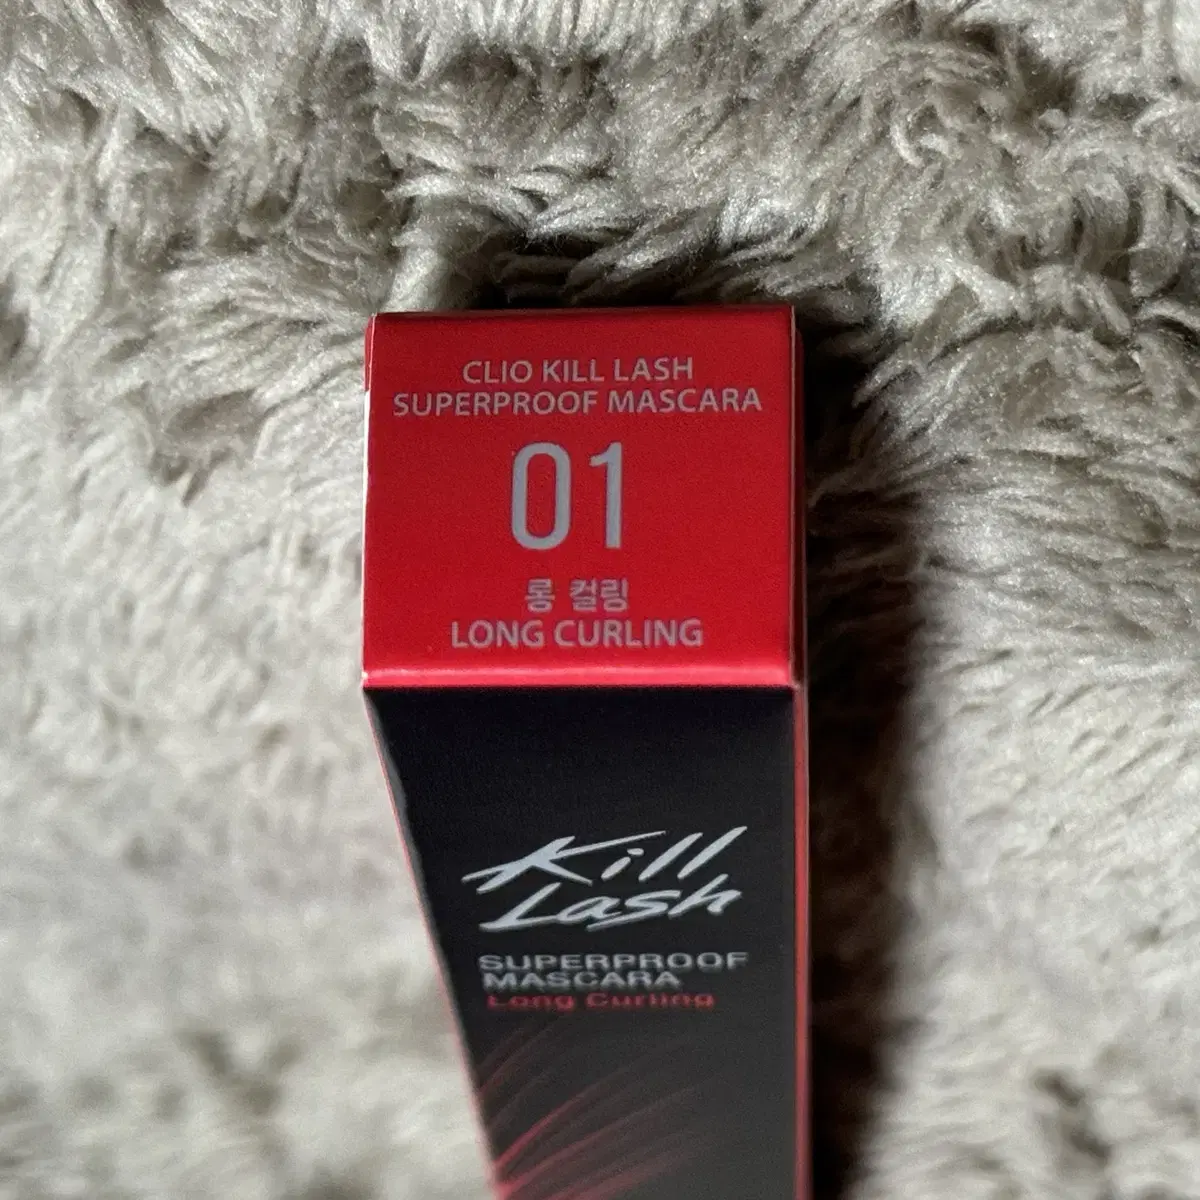 CLIO KILL LASH
SUPERPROOF MASCARA
01
롱 컬링
LONG CURLING
Kill
Lash
SUPERPROOF
MASCARA
Long Curling